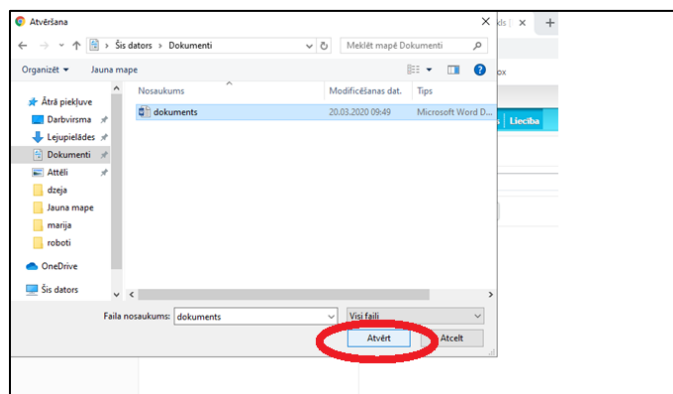 Atvēršana
Šis dators > Dokumenti
Meklēt mapē Dokumenti
Organizēt
Jauna mape
Nosaukums
Modificēšanas dat.
Tips
Ātrā piekļuve
dokuments
20.03.2020 09:49
Microsoft Word D...
Darbvirsma
Lejupielādes
Dokumenti
Attēli
dzeja
Jauna mape
marija
roboti
OneDrive
Šis dators
Faila nosaukums:
dokuments
Visi faili
Atvērt
Atcelt
Liecība